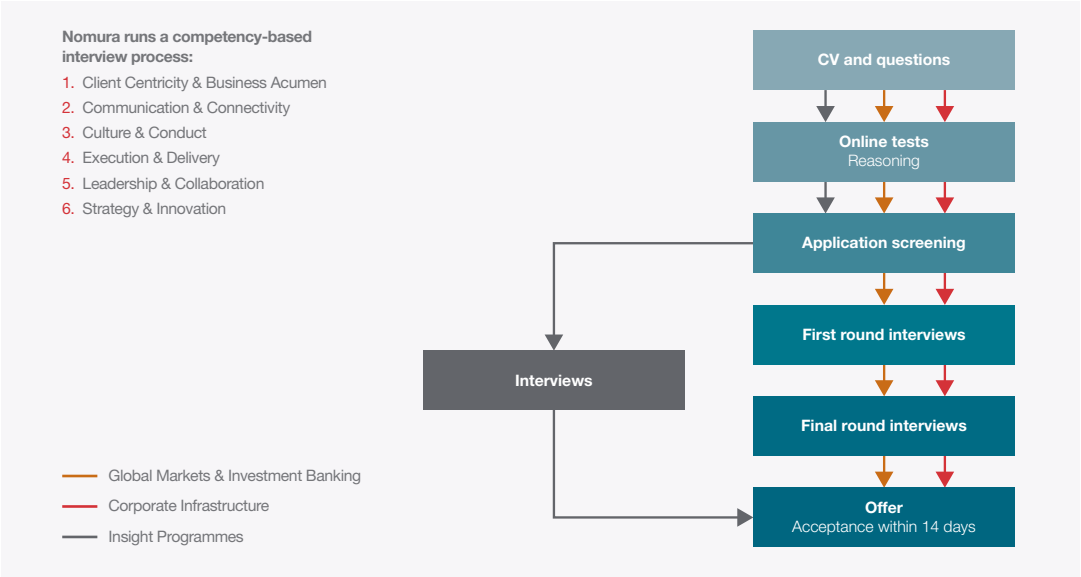 Nomura runs a competency-based
interview process:
1. Client Centricity & Business Acumen
2. Communication & Connectivity
3. Culture & Conduct
4. Execution & Delivery
5. Leadership & Collaboration
6. Strategy & Innovation
CV and questions
Online tests
Reasoning
Application screening
First round interviews
Interviews
Final round interviews
Offer
Acceptance within 14 days
Global Markets & Investment Banking
Corporate Infrastructure
Insight Programmes